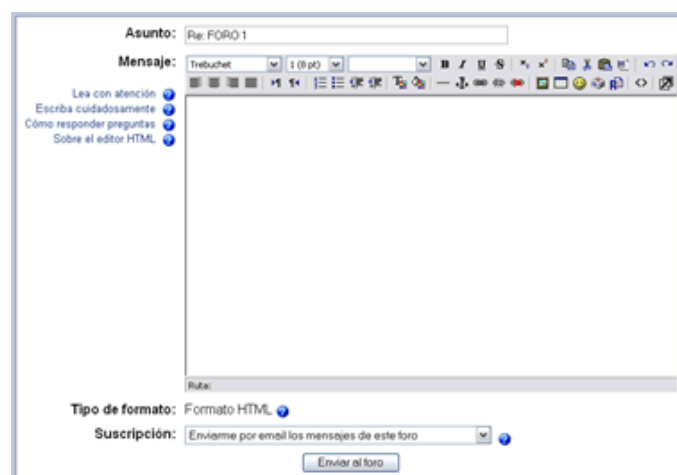 Asunto: Re: FORO 1
Mensaje: Trebuchet 1 (8 pt) B I U S
Lea con atención
Escriba cuidadosamente
Cómo responder preguntas
Sobre el editor HTML
Ruta:
Tipo de formato: Formato HTML
Suscripción: Enviarme por email los mensajes de este foro
Enviar al foro